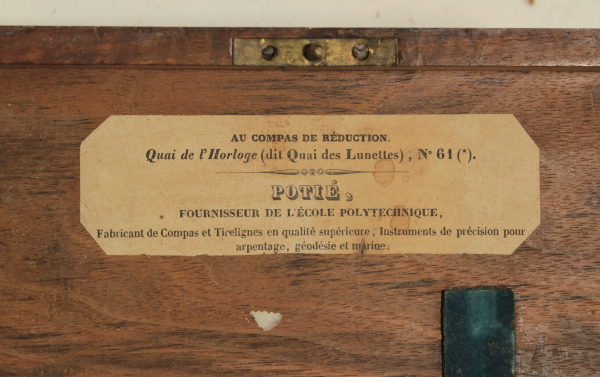 AU COMPAS DE RÉDUCTION.
Quai de l'Horloge (dit Quai des Lunettes), Nº 61 (*).
POTIÉ,
FOURNISSEUR DE L'ÉCOLE POLYTECHNIQUE,
Fabricant de Compas et Tirelignes en qualité supérieure, Instruments de précision pour
arpentage, géodésie et marine.